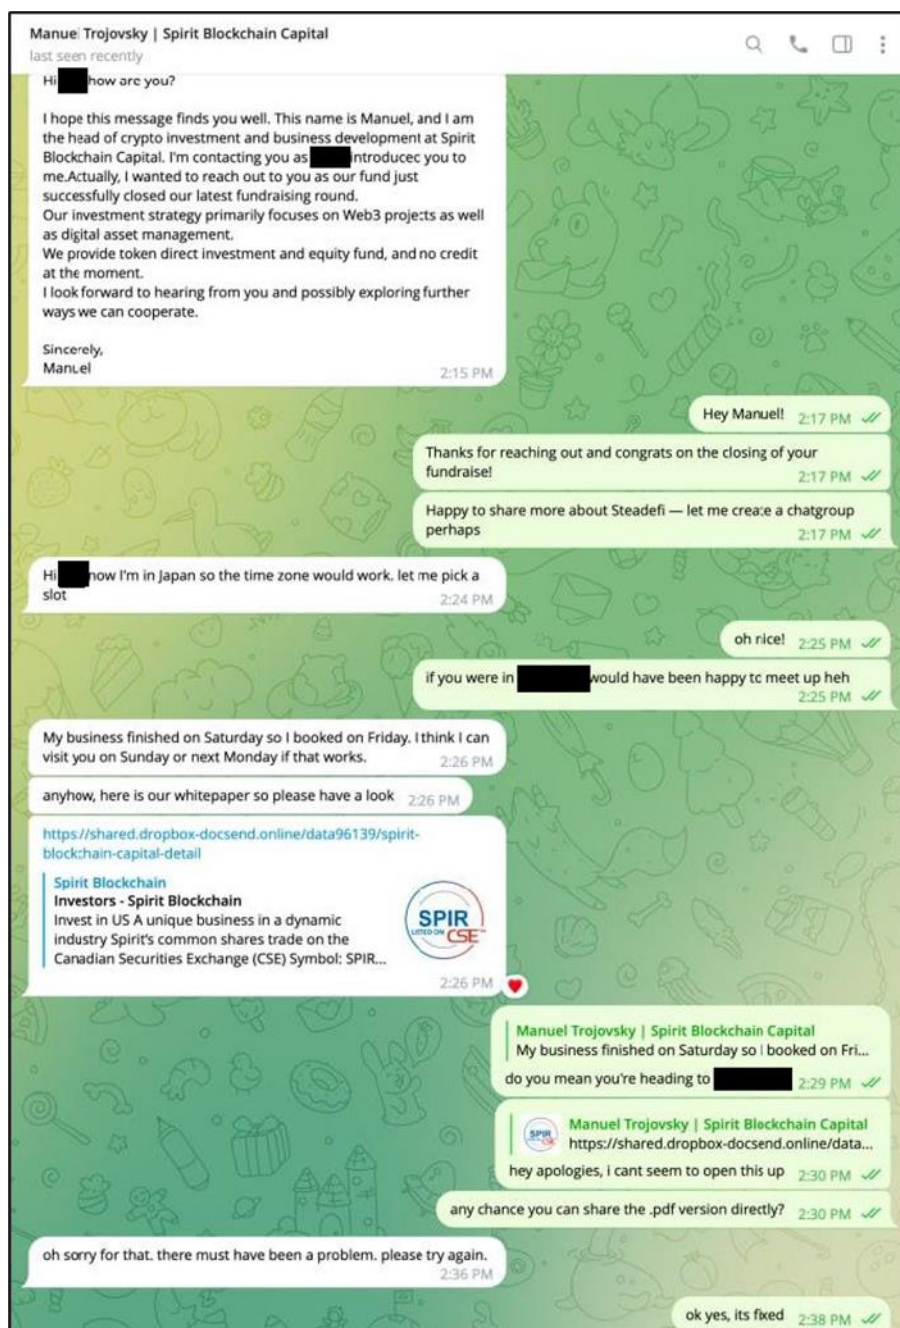 Manuel Trojovsky | Spirit Blockchain Capital
last seen recently
Hi how are you?
I hope this message finds you well. This name is Manuel, and I am
the head of crypto investment and business development at Spirit
Blockchain Capital. I'm contacting you as introduced you to
me.Actually, I wanted to reach out to you as our fund just
successfully closed our latest fundraising round.
Our investment strategy primarily focuses on Web3 projects as well
as digital asset management.
We provide token direct investment and equity fund, and no credit
at the moment.
I look forward to hearing from you and possibly exploring further
ways we can cooperate.
Sincerely,
Manuel
2:15 PM
Hey Manuel! 2:17 PM
Thanks for reaching out and congrats on the closing of your
fundraise!
2:17 PM
Happy to share more about Steadefi — let me create a chatgroup
perhaps
2:17 PM
Hi now I'm in Japan so the time zone would work. let me pick a
slot
2:24 PM
oh nice! 2:25 PM
if you were in would have been happy to meet up heh
2:25 PM
My business finished on Saturday so I booked on Friday. I think I can
visit you on Sunday or next Monday if that works.
2:26 PM
anyhow, here is our whitepaper so please have a look 2:26 PM
https://shared.dropbox-docsend.online/data96139/spirit-
blockchain-capital-detail
Spirit Blockchain
Investors - Spirit Blockchain
Invest in US A unique business in a dynamic
industry Spirit's common shares trade on the
Canadian Securities Exchange (CSE) Symbol: SPIR...
SPIR
LISTED ON CSE
2:26 PM
Manuel Trojovsky | Spirit Blockchain Capital
My business finished on Saturday so I booked on Fri...
do you mean you're heading to 2:29 PM
Manuel Trojovsky | Spirit Blockchain Capital
https://shared.dropbox-docsend.online/data...
SPIR
CSE
hey apologies, i cant seem to open this up 2:30 PM
any chance you can share the .pdf version directly? 2:30 PM
oh sorry for that. there must have been a problem. please try again.
2:36 PM
ok yes, its fixed 2:38 PM